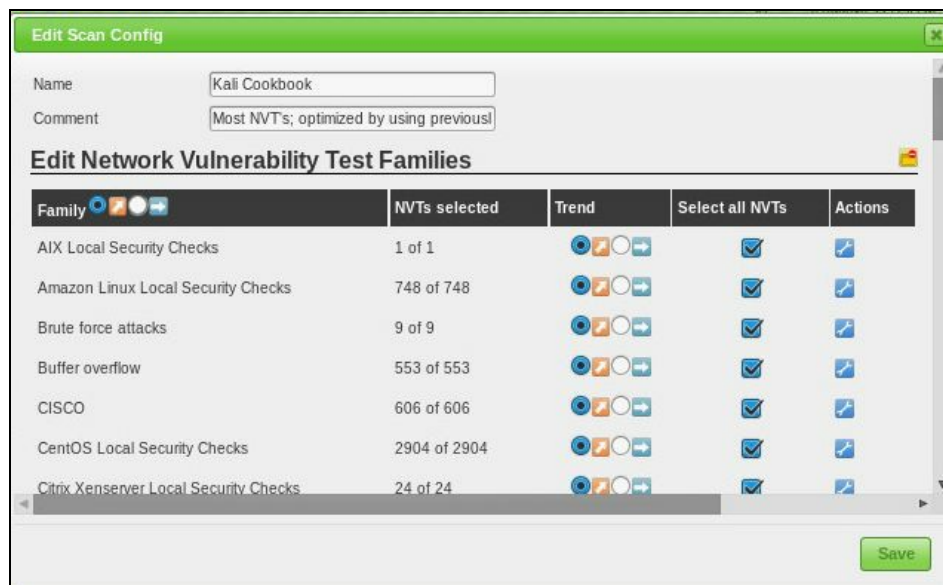 Edit Scan Config
Name Kali Cookbook
Comment Most NVT's; optimized by using previousl
Edit Network Vulnerability Test Families
Family NVTs selected Trend Select all NVTs Actions
AIX Local Security Checks 1 of 1
Amazon Linux Local Security Checks 748 of 748
Brute force attacks 9 of 9
Buffer overflow 553 of 553
CISCO 606 of 606
CentOS Local Security Checks 2904 of 2904
Citrix Xenserver Local Security Checks 24 of 24
Save